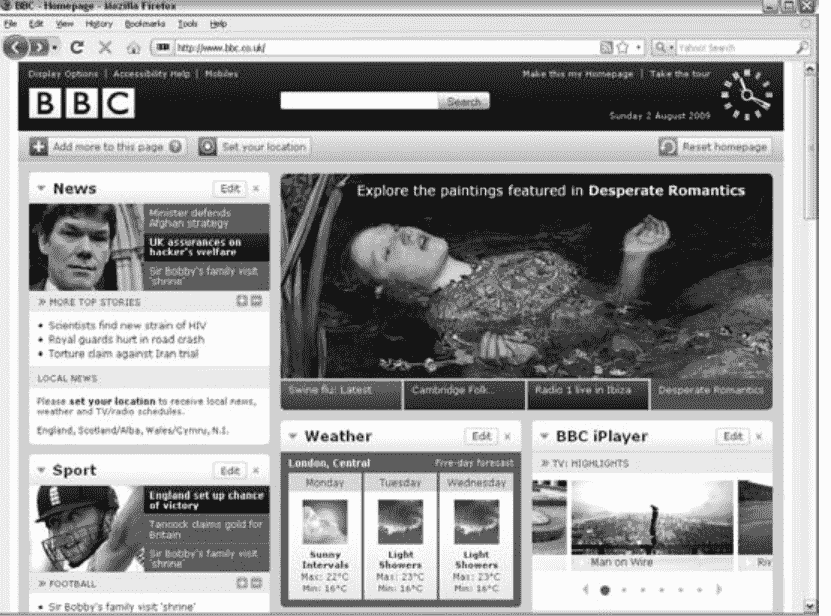 BBC - Homepage - Mozilla Firefox
File Edit View History Bookmarks Tools Help
http://www.bbc.co.uk/
Yahoo! Search
Display Options | Accessibility Help | Mobiles
Make this my Homepage | Take the tour
BBC
Search
Sunday 2 August 2009
Add more to this page ?
Set your location
Reset homepage
News
Edit
Minister defends
Afghan strategy
UK assurances on
hacker's welfare
Sir Bobby's family visit
'shrine'
MORE TOP STORIES
Scientists find new strain of HIV
Royal guards hurt in road crash
Torture claim against Iran trial
LOCAL NEWS
Please set your location to receive local news,
weather and TV/radio schedules.
England, Scotland/Alba, Wales/Cymru, N.I.
Sport
Edit
England set up chance
of victory
Tancock claims gold for
Britain
Sir Bobby's family visit
'shrine'
FOOTBALL
Sir Bobby's family visit 'shrine'
Explore the paintings featured in Desperate Romantics
Swine flu: Latest
Cambridge Folk...
Radio 1 live in Ibiza
Desperate Romantics
Weather
Edit
London, Central
Five-day forecast
Monday Tuesday Wednesday
Sunny Light Light
Intervals Showers Showers
Max: 22°C Max: 23°C Max: 23°C
Min: 16°C Min: 16°C Min: 16°C
BBC iPlayer
Edit
TV: HIGHLIGHTS
Man on Wire